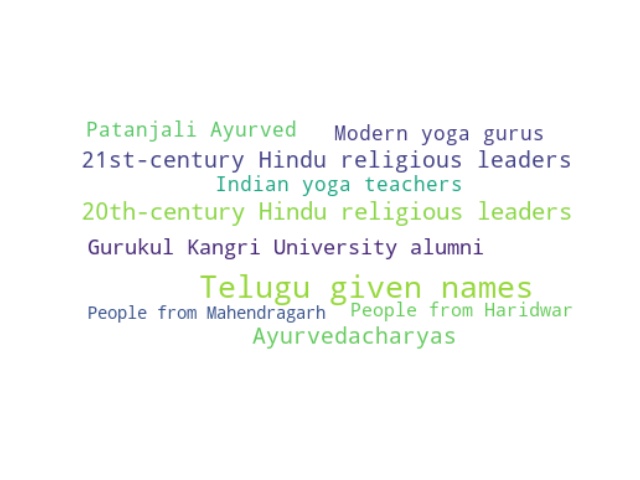 Patanjali Ayurved
Modern yoga gurus
21st-century Hindu religious leaders
Indian yoga teachers
20th-century Hindu religious leaders
Gurukul Kangri University alumni
Telugu given names
People from Mahendragarh
People from Haridwar
Ayurvedacharyas